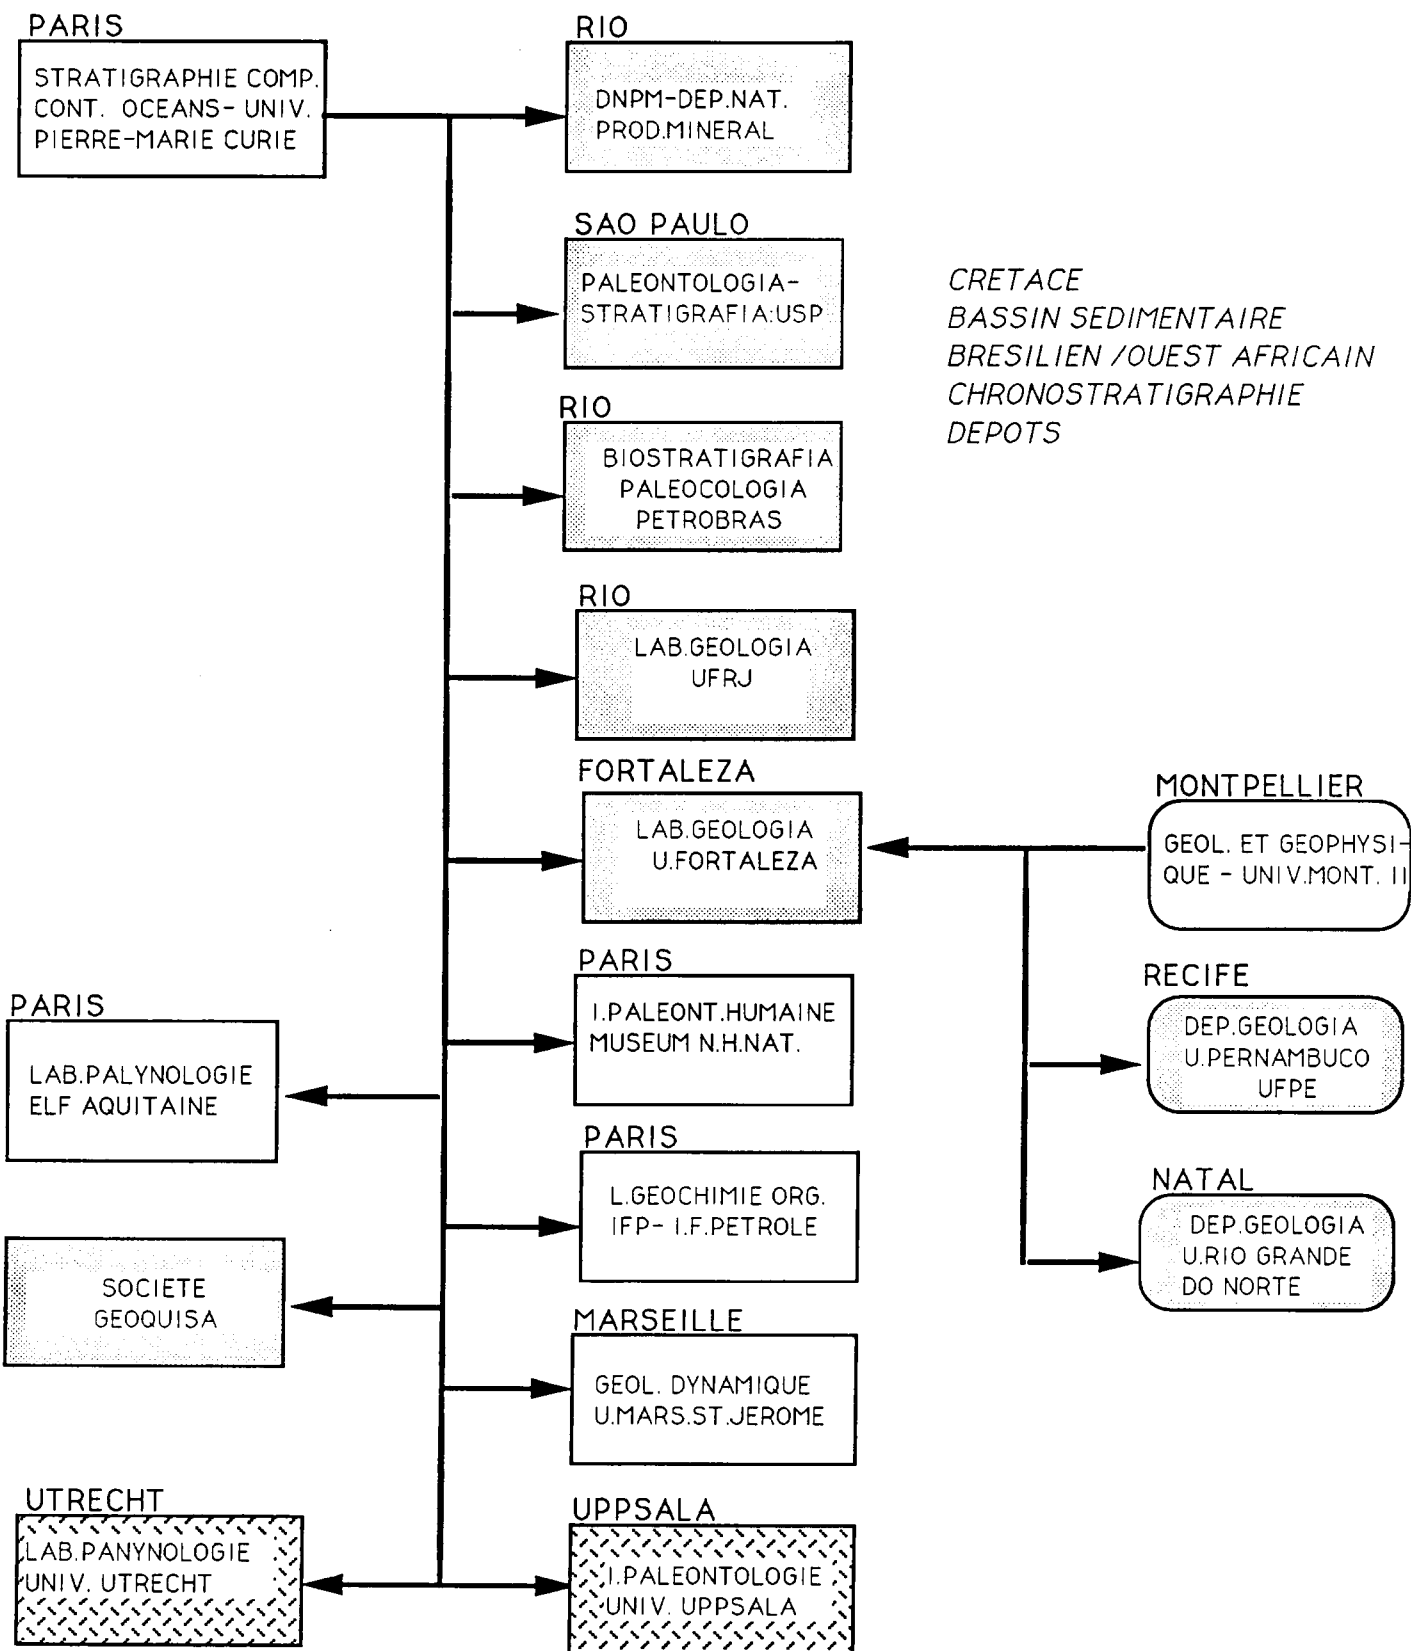 PARIS
STRATIGRAPHIE COMP.
CONT. OCEANS- UNIV.
PIERRE-MARIE CURIE
RIO
DNPM-DEP.NAT.
PROD.MINERAL
SAO PAULO
PALEONTOLOGIA-
STRATIGRAFIA:USP
CRETACE
BASSIN SEDIMENTAIRE
BRESILIEN /OUEST AFRICAIN
CHRONOSTRATIGRAPHIE
DEPOTS
RIO
BIOSTRATIGRAFIA
PALEOCOLOGIA
PETROBRAS
RIO
LAB.GEOLOGIA
UFRJ
FORTALEZA
LAB.GEOLOGIA
U.FORTALEZA
MONTPELLIER
GEOL. ET GEOPHYSI-
QUE - UNIV.MONT. II
PARIS
I.PALEONT.HUMAINE
MUSEUM N.H.NAT.
RECIFE
DEP.GEOLOGIA
U.PERNAMBUCO
UFPE
PARIS
LAB.PALYNOLOGIE
ELF AQUITAINE
PARIS
L.GEOCHIMIE ORG.
IFP- I.F.PETROLE
NATAL
DEP.GEOLOGIA
U.RIO GRANDE
DO NORTE
SOCIETE
GEOQUISA
MARSEILLE
GEOL. DYNAMIQUE
U.MARS.ST.JEROME
UTRECHT
LAB.PANYNOLOGIE
UNIV. UTRECHT
UPPSALA
I.PALEONTOLOGIE
UNIV. UPPSALA